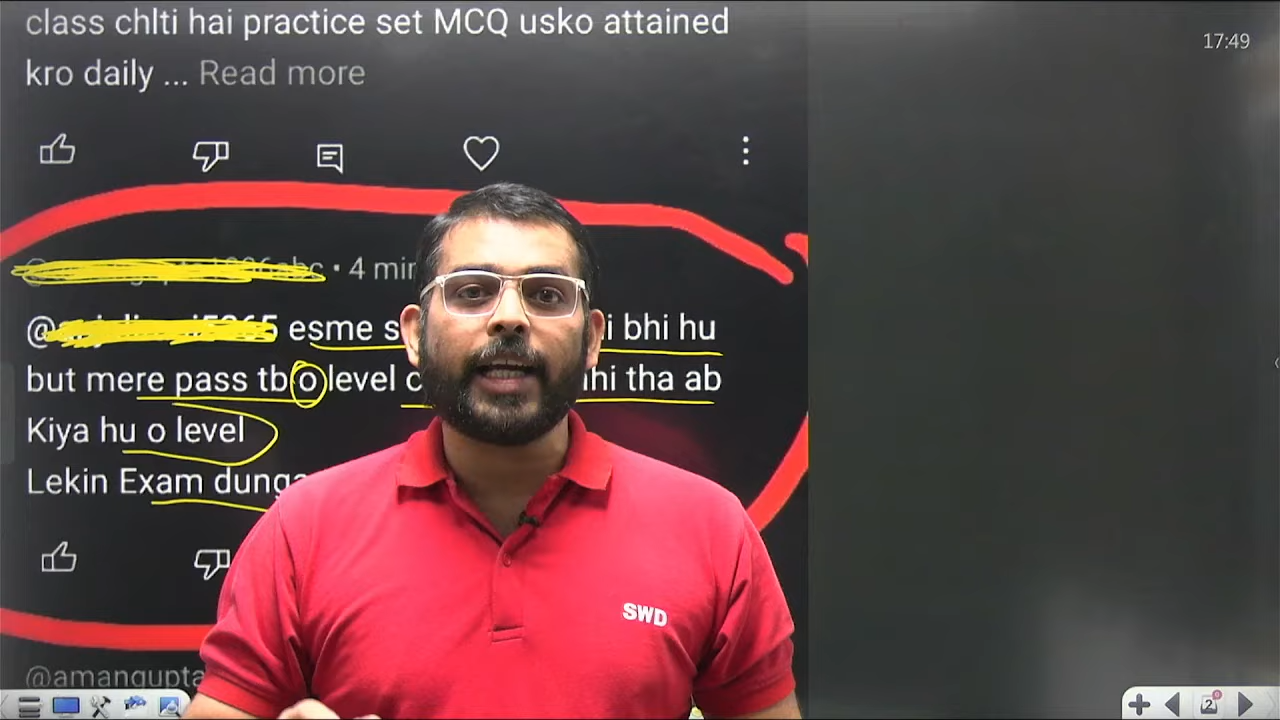 class chlti hai practice set MCQ usko attained
17:49
kro daily ... Read more
• 4 min
@ esme bhi hu
but mere pass tb o level tha ab
Kiya hu o level
Lekin Exam dunga
SWD
@amangupta
2